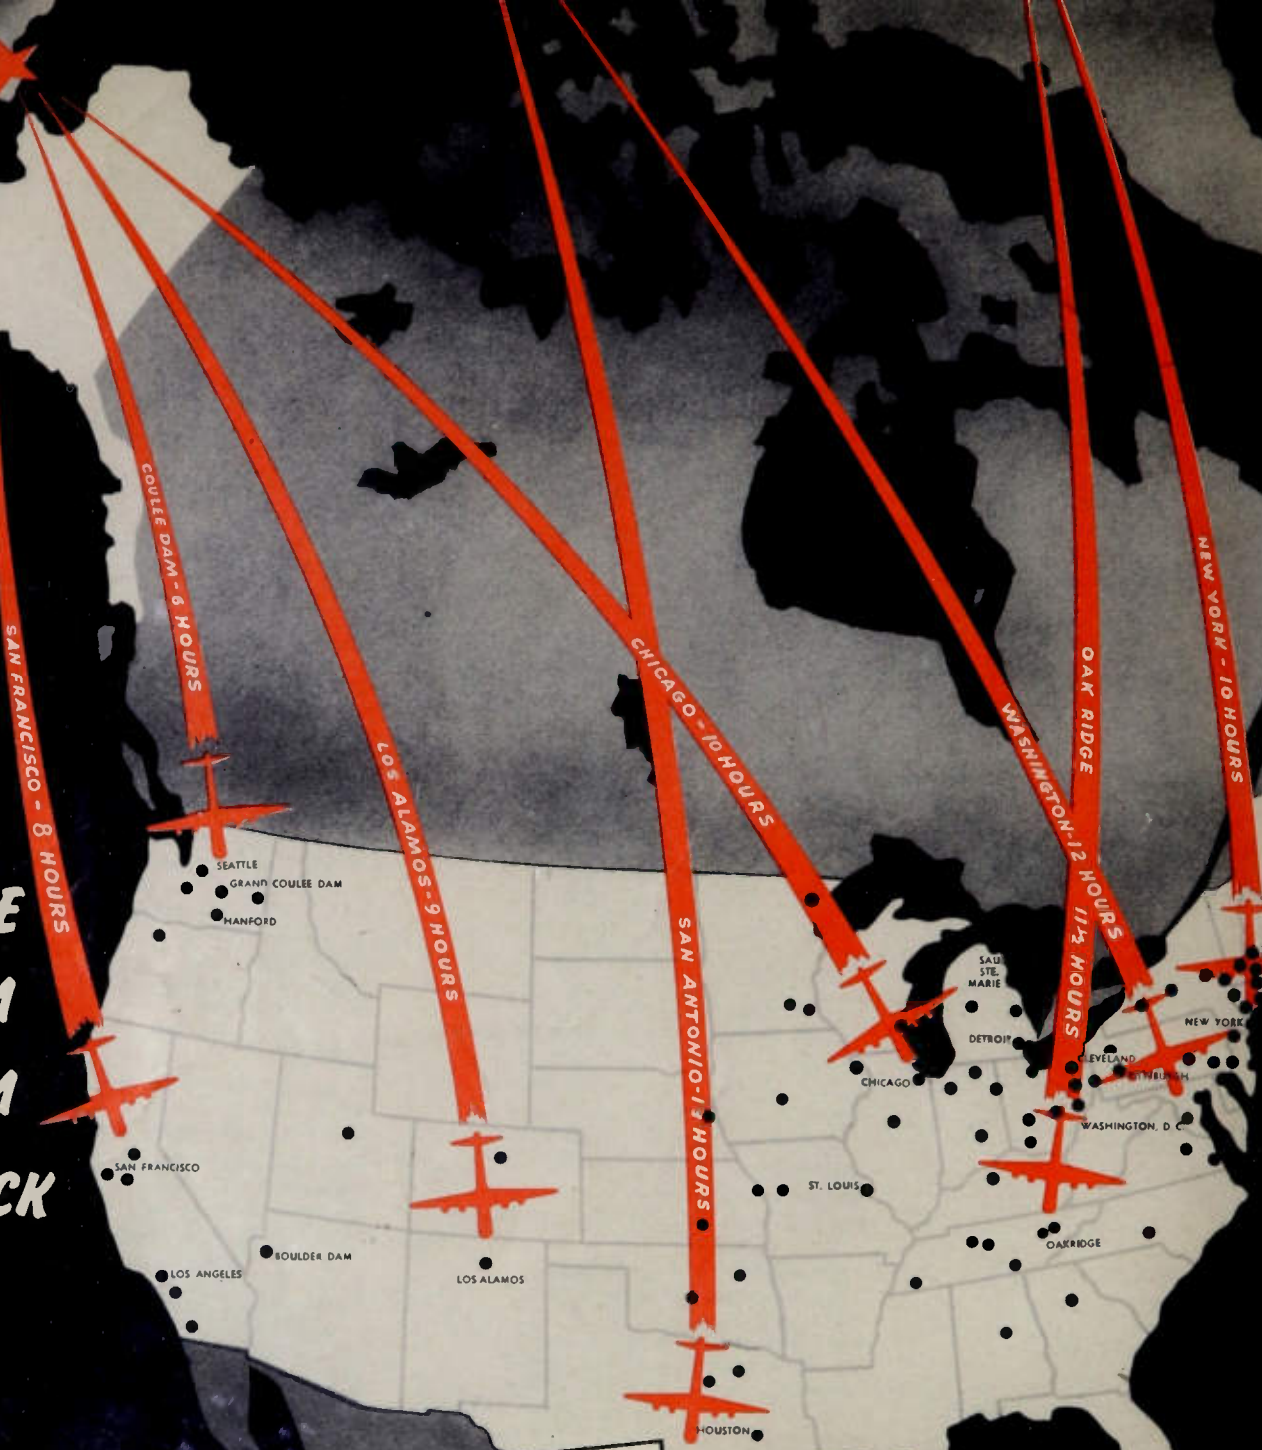 COULEE DAM - 6 HOURS
SAN FRANCISCO - 8 HOURS
LOS ALAMOS - 9 HOURS
CHICAGO - 10 HOURS
SAN ANTONIO - 13 HOURS
WASHINGTON - 12 HOURS
OAK RIDGE
11½ HOURS
NEW YORK - 10 HOURS
E
A
A
CK
SEATTLE
GRAND COULEE DAM
HANFORD
SAU
STE.
MARIE
NEW YORK
DETROIT
CLEVELAND
CHICAGO
WASHINGTON, D.C.
SAN FRANCISCO
ST. LOUIS
BOULDER DAM
OAKRIDGE
LOS ANGELES
LOS ALAMOS
HOUSTON